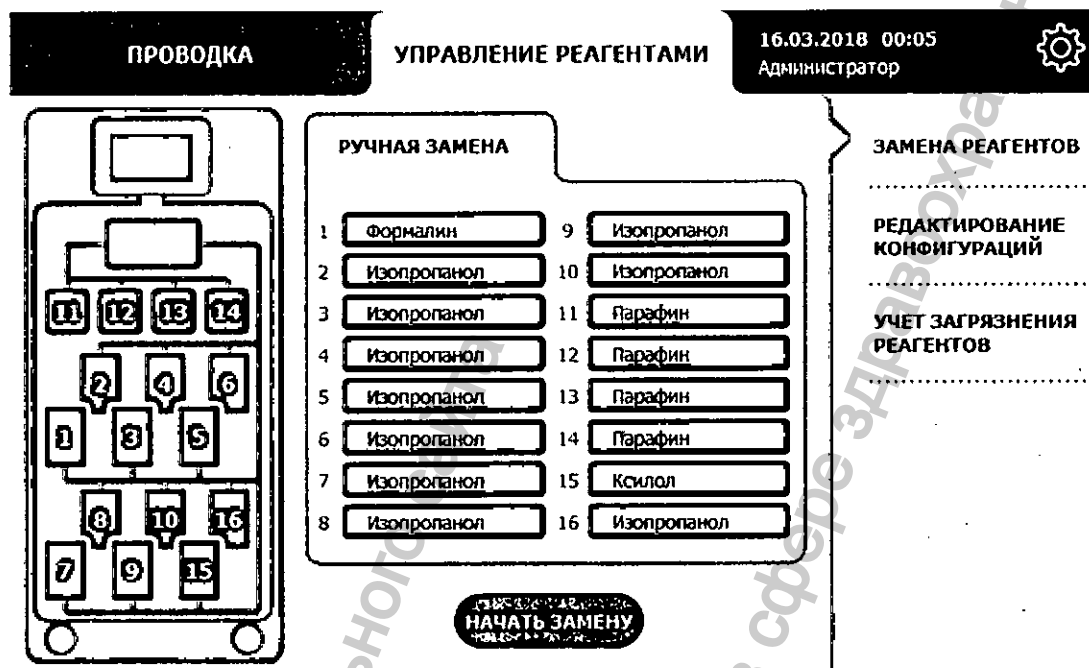 ПРОВОДКА
УПРАВЛЕНИЕ РЕАГЕНТАМИ
16.03.2018 00:05
Администратор
РУЧНАЯ ЗАМЕНА
ЗАМЕНА РЕАГЕНТОВ
РЕДАКТИРОВАНИЕ
КОНФИГУРАЦИЙ
УЧЕТ ЗАГРЯЗНЕНИЯ
РЕАГЕНТОВ
11 12 13 14
2 4 6
1 3 5
8 10 16
7 9 15
1 Формалин
2 Изопропанол
3 Изопропанол
4 Изопропанол
5 Изопропанол
6 Изопропанол
7 Изопропанол
8 Изопропанол
9 Изопропанол
10 Изопропанол
11 Парафин
12 Парафин
13 Парафин
14 Парафин
15 Ксилол
16 Изопропанол
НАЧАТЬ ЗАМЕНУ
сфере